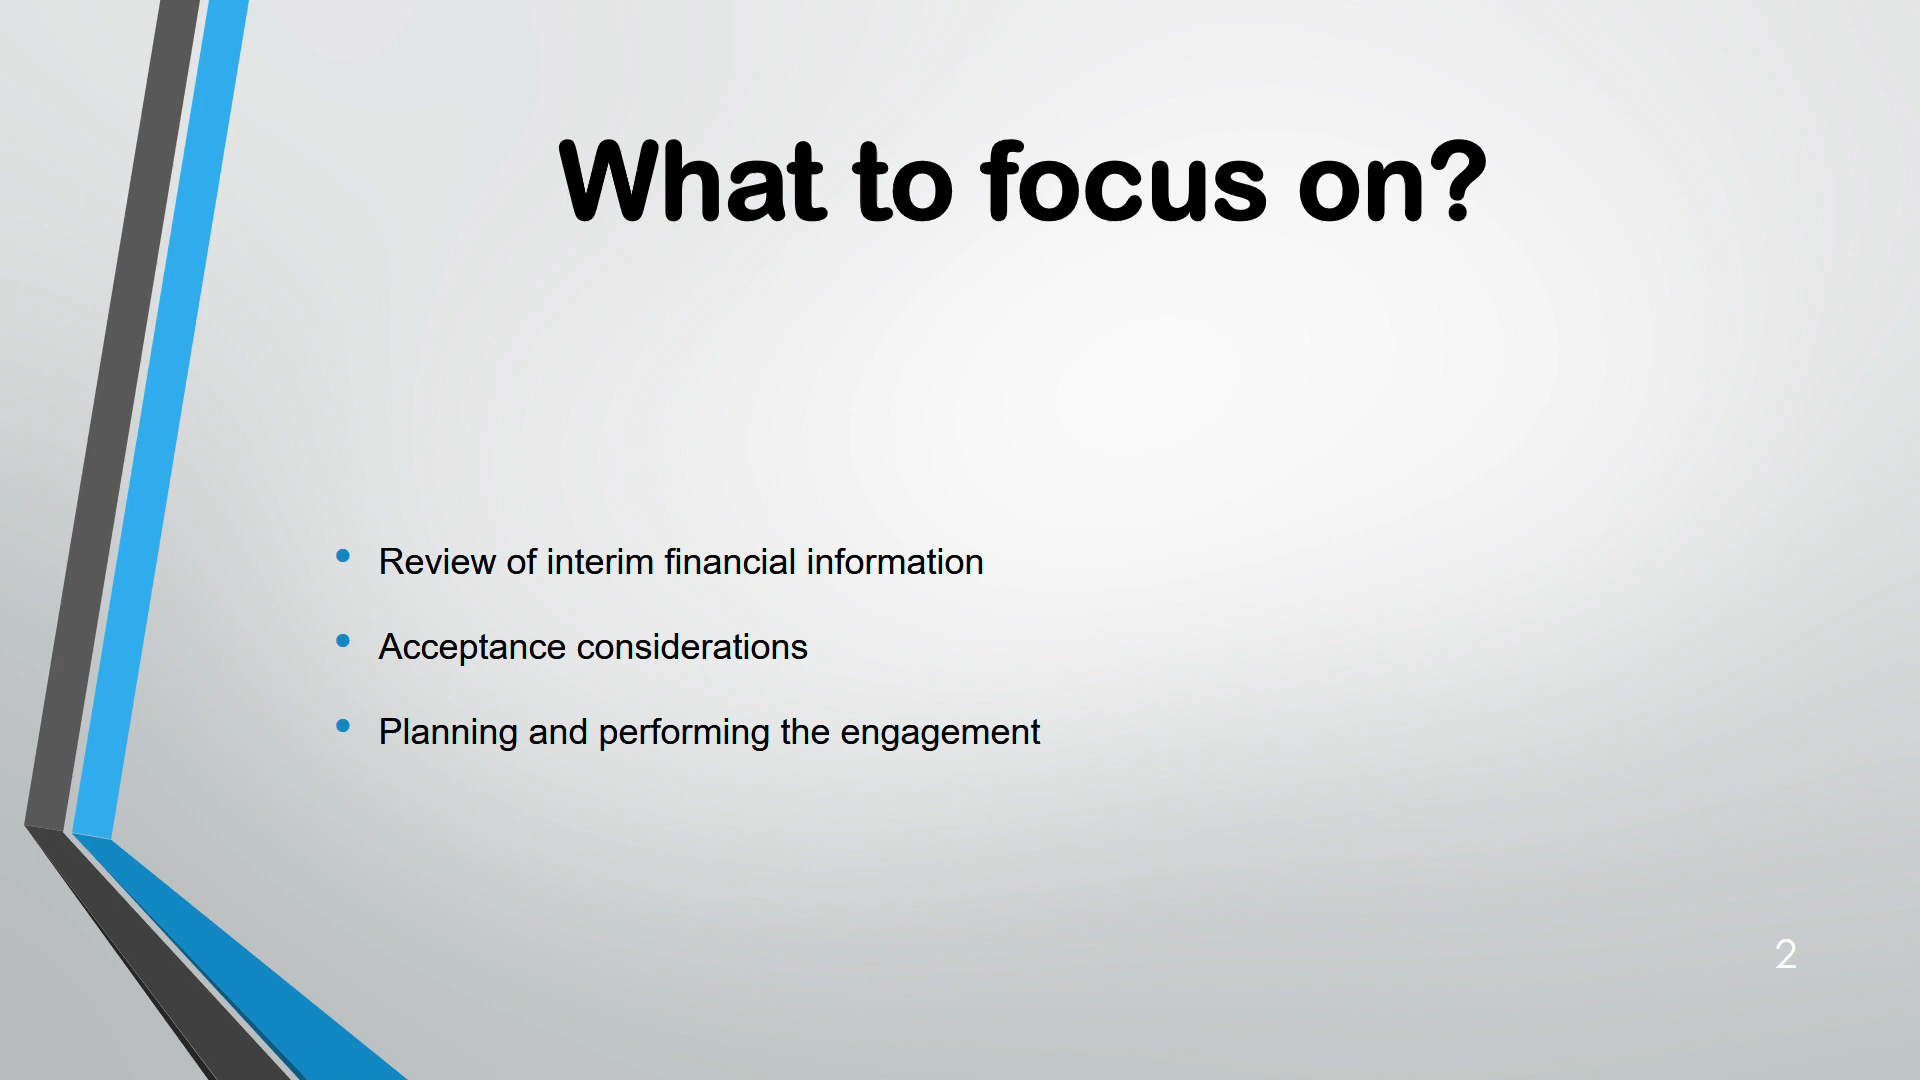 What to focus on?
• Review of interim financial information
• Acceptance considerations
• Planning and performing the engagement
2